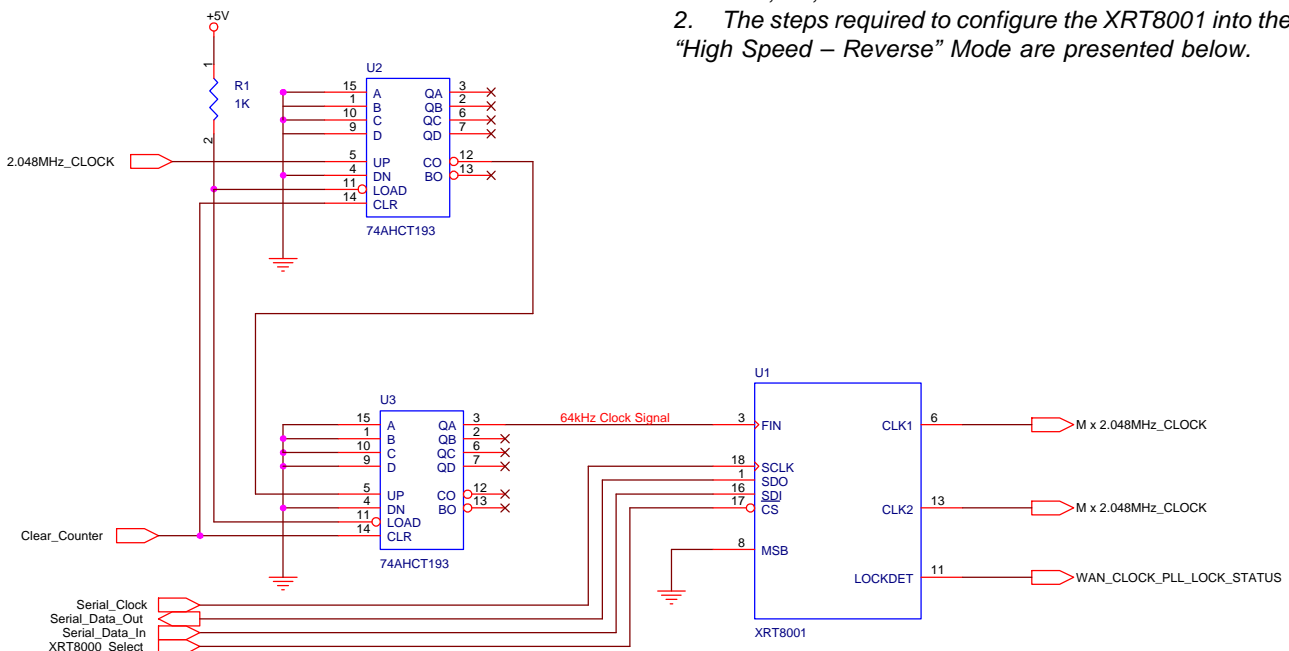 2. The steps required to configure the XRT8001 into the
“High Speed – Reverse” Mode are presented below.
+5V
1
R1
1K
2
U2
15 A QA 3
1 B QB 2
10 C QC 6
9 D QD 7
2.048MHz_CLOCK
5 UP CO 12
4 DN BO 13
11 LOAD
14 CLR
74AHCT193
U3
15 A QA 3
1 B QB 2
10 C QC 6
9 D QD 7
5 UP CO 12
4 DN BO 13
11 LOAD
14 CLR
74AHCT193
Clear_Counter
64kHz Clock Signal
U1
3 FIN CLK1 6
M x 2.048MHz_CLOCK
18 SCLK
1 SDO
16 SDI
17 CS
CLK2 13
M x 2.048MHz_CLOCK
8 MSB
LOCKDET 11
WAN_CLOCK_PLL_LOCK_STATUS
XRT8001
Serial_Clock
Serial_Data_Out
Serial_Data_In
XRT8000_Select